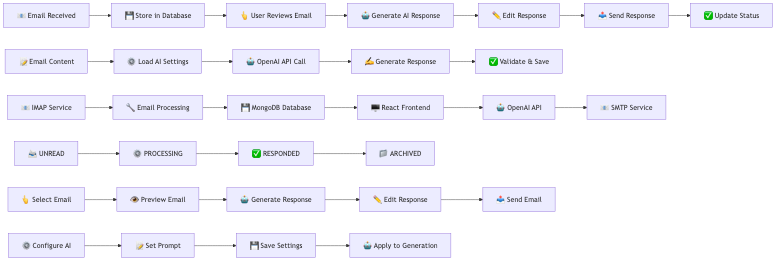 📧 Email Received 💾 Store in Database 👆 User Reviews Email 🤖 Generate AI Response ✏️ Edit Response 📤 Send Response ✅ Update Status
📝 Email Content ⚙️ Load AI Settings 🤖 OpenAI API Call ✍️ Generate Response ✅ Validate & Save
📧 IMAP Service 🔧 Email Processing 💾 MongoDB Database 🖥️ React Frontend 🤖 OpenAI API 📧 SMTP Service
📨 UNREAD ⚙️ PROCESSING ✅ RESPONDED 📁 ARCHIVED
👆 Select Email 👁️ Preview Email 🤖 Generate Response ✏️ Edit Response 📤 Send Email
⚙️ Configure AI 📝 Set Prompt 💾 Save Settings 🤖 Apply to Generation